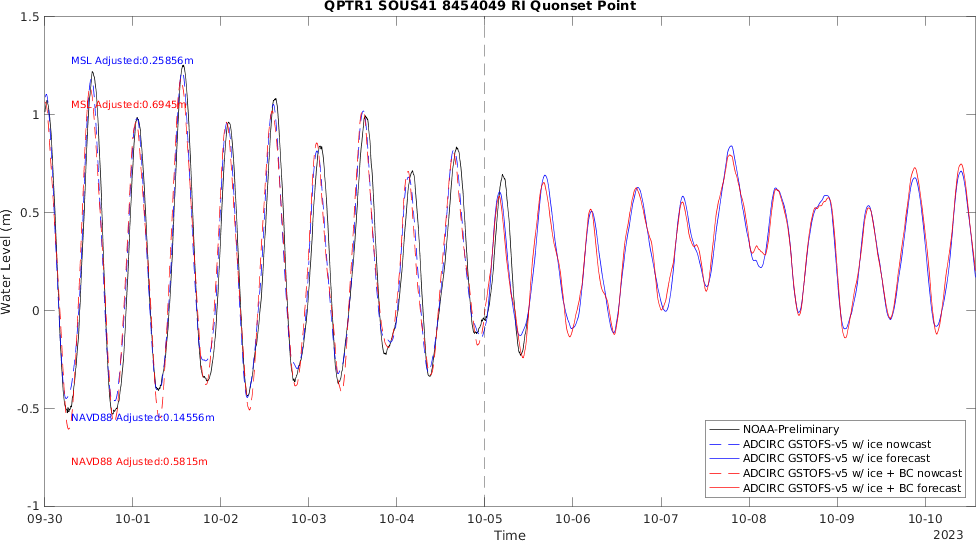 QPTR1 SOUS41 8454049 RI Quonset Point
1.5
MSL Adjusted:0.25856m
MSL Adjusted:0.6945m
1
0.5
Water Level (m)
0
-0.5
NAVD88 Adjusted:0.14556m
NAVD88 Adjusted:0.5815m
NOAA-Preliminary
ADCIRC GSTOFS-v5 w/ ice nowcast
ADCIRC GSTOFS-v5 w/ ice forecast
ADCIRC GSTOFS-v5 w/ ice + BC nowcast
ADCIRC GSTOFS-v5 w/ ice + BC forecast
-1
09-30 10-01 10-02 10-03 10-04 10-05 10-06 10-07 10-08 10-09 10-10
Time
2023